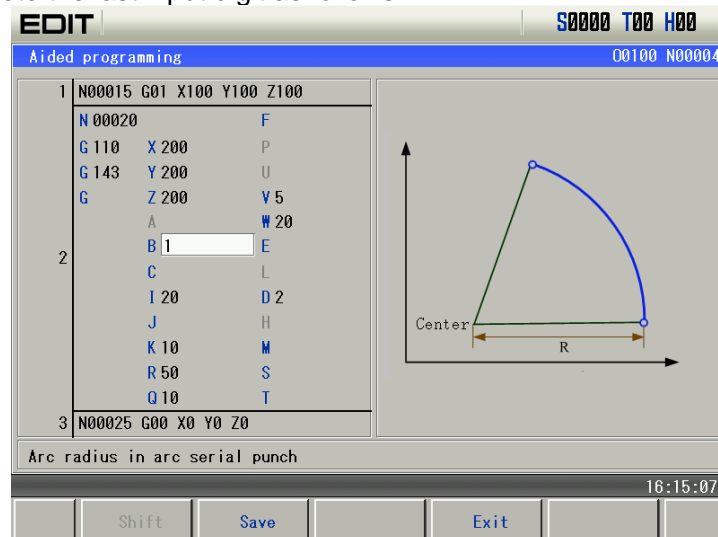 EDIT S0000 T00 H00
Aided programming O0100 N00004
1 N00015 G01 X100 Y100 Z100
N 00020 F
G 110 X 200 P
G 143 Y 200 U
G Z 200 V 5
A W 20
2 B 1 E
C L
I 20 D 2
J H
K 10 M
R 50 S
Q 10 T
3 N00025 G00 X0 Y0 Z0
Center
R
Arc radius in arc serial punch
16:15:07
Shift Save Exit